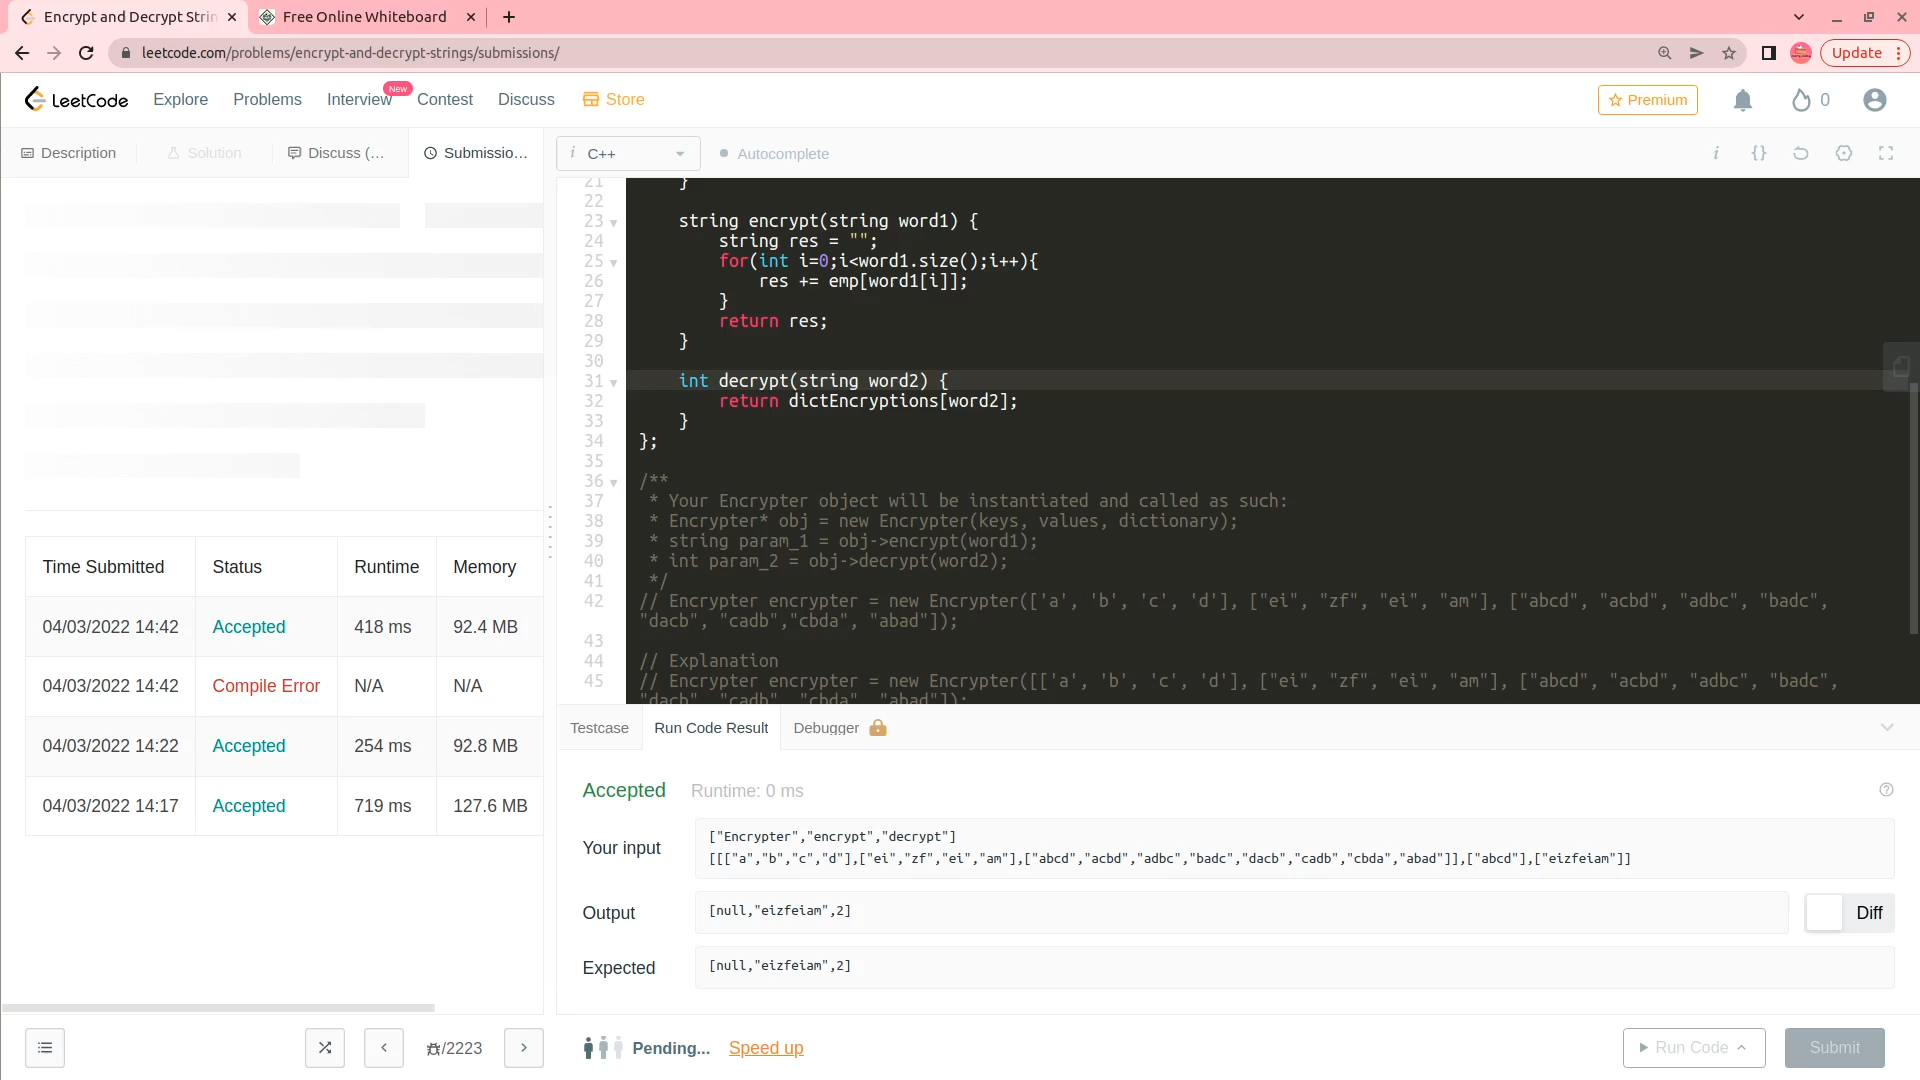 Encrypt and Decrypt Strin
Free Online Whiteboard
leetcode.com/problems/encrypt-and-decrypt-strings/submissions/
Update
LeetCode
Explore
Problems
Interview
New
Contest
Discuss
Store
Premium
0
Description
Solution
Discuss (...
Submissio...
i C++
Autocomplete
21 }
22
23 string encrypt(string word1) {
24 string res = "";
25 for(int i=0;i<word1.size();i++){
26 res += emp[word1[i]];
27 }
28 return res;
29 }
30
31 int decrypt(string word2) {
32 return dictEncryptions[word2];
33 }
34 };
35
36 /**
37 * Your Encrypter object will be instantiated and called as such:
38 * Encrypter* obj = new Encrypter(keys, values, dictionary);
39 * string param_1 = obj->encrypt(word1);
40 * int param_2 = obj->decrypt(word2);
41 */
42 // Encrypter encrypter = new Encrypter(['a', 'b', 'c', 'd'], ["ei", "zf", "ei", "am"], ["abcd", "acbd", "adbc", "badc",
"dacb", "cadb","cbda", "abad"]);
43
44 // Explanation
45 // Encrypter encrypter = new Encrypter([['a', 'b', 'c', 'd'], ["ei", "zf", "ei", "am"], ["abcd", "acbd", "adbc", "badc",
"dacb", "cadb", "cbda", "abad"]);
Time Submitted Status Runtime Memory
04/03/2022 14:42 Accepted 418 ms 92.4 MB
04/03/2022 14:42 Compile Error N/A N/A
04/03/2022 14:22 Accepted 254 ms 92.8 MB
04/03/2022 14:17 Accepted 719 ms 127.6 MB
Testcase
Run Code Result
Debugger
Accepted Runtime: 0 ms
Your input
["Encrypter","encrypt","decrypt"]
[[["a","b","c","d"],["ei","zf","ei","am"],["abcd","acbd","adbc","badc","dacb","cadb","cbda","abad"]],["abcd"],["eizfeiam"]]
Output
[null,"eizfeiam",2]
Diff
Expected
[null,"eizfeiam",2]
/2223
Pending...
Speed up
Run Code
Submit